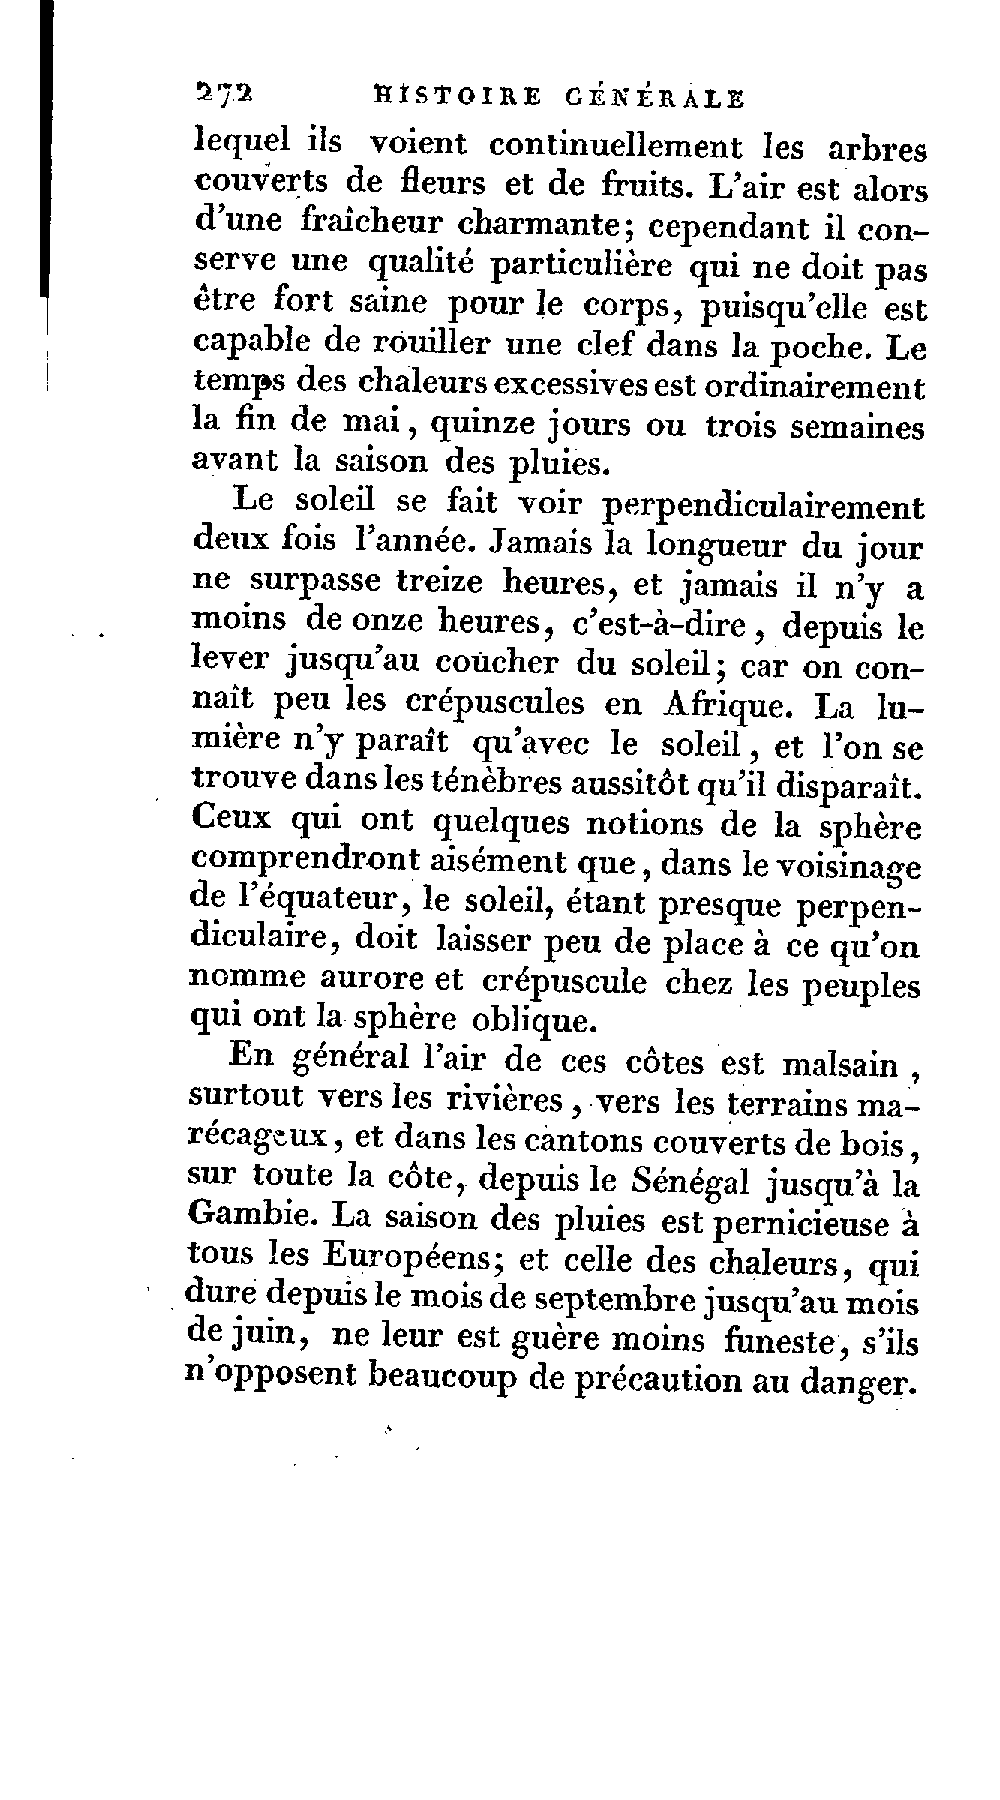 272 HISTOIRE GÉNÉRALE
lequel ils voient continuellement les arbres
couverts de fleurs et de fruits. L'air est alors
d'une fraîcheur charmante; cependant il con-
serve une qualité particulière qui ne doit pas
être fort saine pour le corps, puisqu'elle est
capable de rouiller une clef dans la poche. Le
temps des chaleurs excessives est ordinairement
la fin de mai, quinze jours ou trois semaines
avant la saison des pluies.
Le soleil se fait voir perpendiculairement
deux fois l'année. Jamais la longueur du jour
ne surpasse treize heures, et jamais il n'y a
moins de onze heures, c'est-à-dire, depuis le
lever jusqu'au coucher du soleil; car on con-
naît peu les crépuscules en Afrique. La lu-
mière n'y paraît qu'avec le soleil, et l'on se
trouve dans les ténèbres aussitôt qu'il disparaît.
Ceux qui ont quelques notions de la sphère
comprendront aisément que, dans le voisinage
de l'équateur, le soleil, étant presque perpen-
diculaire, doit laisser peu de place à ce qu'on
nomme aurore et crépuscule chez les peuples
qui ont la sphère oblique.
En général l'air de ces côtes est malsain,
surtout vers les rivières, vers les terrains ma-
récageux, et dans les cantons couverts de bois,
sur toute la côte, depuis le Sénégal jusqu'à la
Gambie. La saison des pluies est pernicieuse à
tous les Européens; et celle des chaleurs, qui
dure depuis le mois de septembre jusqu'au mois
de juin, ne leur est guère moins funeste, s'ils
n'opposent beaucoup de précaution au danger.